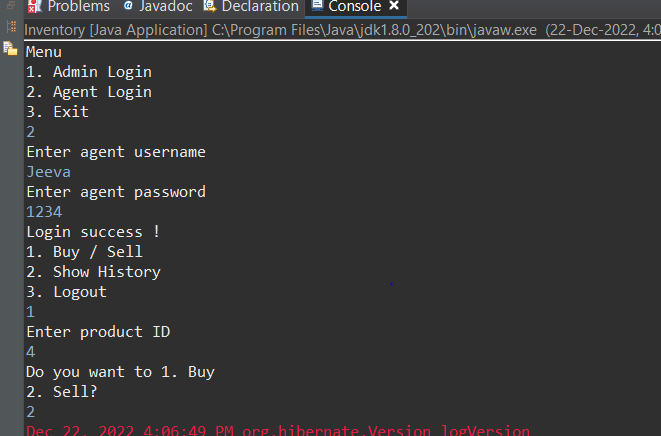 Problems @ Javadoc Declaration Console
Inventory [Java Application] C:\Program Files\Java\jdk1.8.0_202\bin\javaw.exe (22-Dec-2022, 4:0
Menu
1. Admin Login
2. Agent Login
3. Exit
2
Enter agent username
Jeeva
Enter agent password
1234
Login success !
1. Buy / Sell
2. Show History
3. Logout
1
Enter product ID
4
Do you want to 1. Buy
2. Sell?
2
Dec 22, 2022 4:06:49 PM org.hibernate.Version logVersion